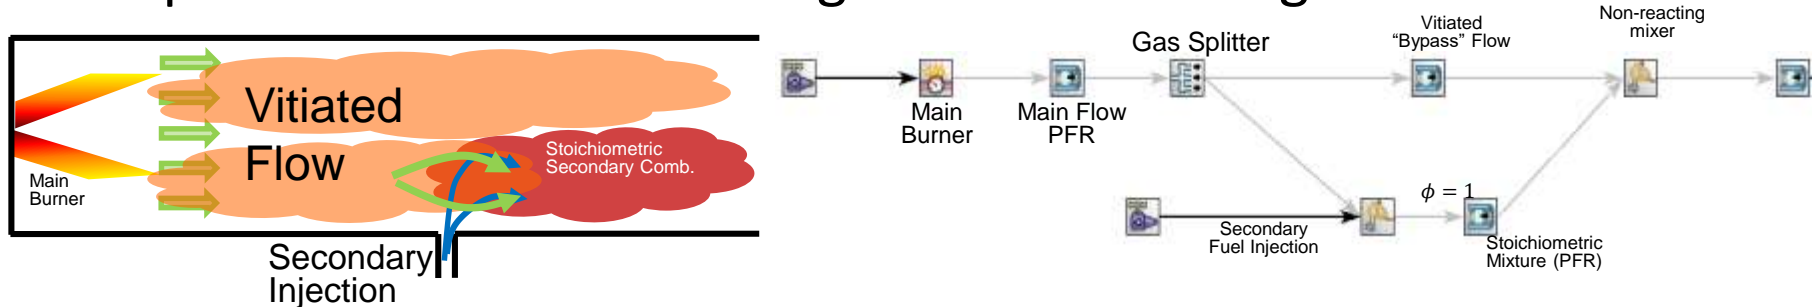 Vitiated
Flow
Main
Burner
Stoichiometric
Secondary Comb.
Secondary
Injection
Main
Burner
Main Flow
PFR
Gas Splitter
Vitiated
“Bypass” Flow
Non-reacting
mixer
Secondary
Fuel Injection
ϕ = 1
Stoichiometric
Mixture (PFR)